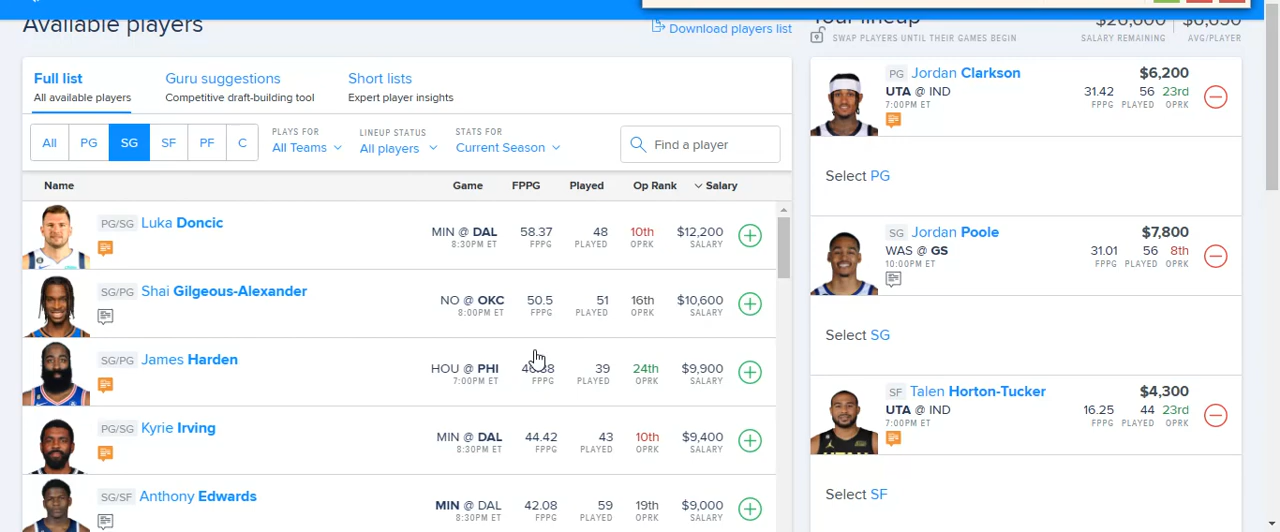 Available players
Download players list
Full list
All available players
Guru suggestions
Competitive draft-building tool
Short lists
Expert player insights
All
PG
SG
SF
PF
C
PLAYS FOR
All Teams
LINEUP STATUS
All players
STATS FOR
Current Season
Find a player
Name Game FPPG Played Op Rank Salary
PG/SG Luka Doncic
MIN @ DAL 58.37 48 10th $12,200
8:30PM ET FPPG PLAYED OPRK SALARY
SG/PG Shai Gilgeous-Alexander
NO @ OKC 50.5 51 16th $10,600
8:00PM ET FPPG PLAYED OPRK SALARY
SG/PG James Harden
HOU @ PHI 39 24th $9,900
7:00PM ET FPPG PLAYED OPRK SALARY
PG/SG Kyrie Irving
MIN @ DAL 44.42 43 10th $9,400
8:30PM ET FPPG PLAYED OPRK SALARY
SG/SF Anthony Edwards
MIN @ DAL 42.08 59 19th $9,000
8:30PM ET FPPG PLAYED OPRK SALARY
Your lineup
SWAP PLAYERS UNTIL THEIR GAMES BEGIN
SALARY REMAINING AVG/PLAYER
PG Jordan Clarkson $6,200
UTA @ IND 31.42 56 23rd
7:00PM ET FPPG PLAYED OPRK
Select PG
SG Jordan Poole $7,800
WAS @ GS 31.01 56 8th
10:00PM ET FPPG PLAYED OPRK
Select SG
SF Talen Horton-Tucker $4,300
UTA @ IND 16.25 44 23rd
7:00PM ET FPPG PLAYED OPRK
Select SF